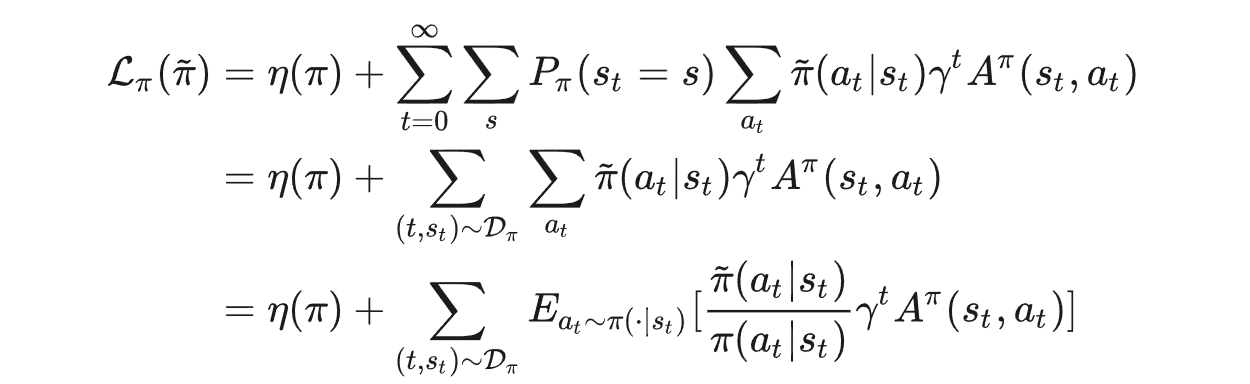 $\mathcal{L}_{\pi}(\tilde{\pi}) = \eta(\pi) + \sum_{t=0}^{\infty} \sum_{s} P_{\pi}(s_t = s) \sum_{a_t} \tilde{\pi}(a_t|s_t) \gamma^t A^{\pi}(s_t, a_t)$
$= \eta(\pi) + \sum_{(t,s_t) \sim \mathcal{D}_{\pi}} \sum_{a_t} \tilde{\pi}(a_t|s_t) \gamma^t A^{\pi}(s_t, a_t)$
$= \eta(\pi) + \sum_{(t,s_t) \sim \mathcal{D}_{\pi}} E_{a_t \sim \pi(\cdot|s_t)} [\frac{\tilde{\pi}(a_t|s_t)}{\pi(a_t|s_t)} \gamma^t A^{\pi}(s_t, a_t)]$